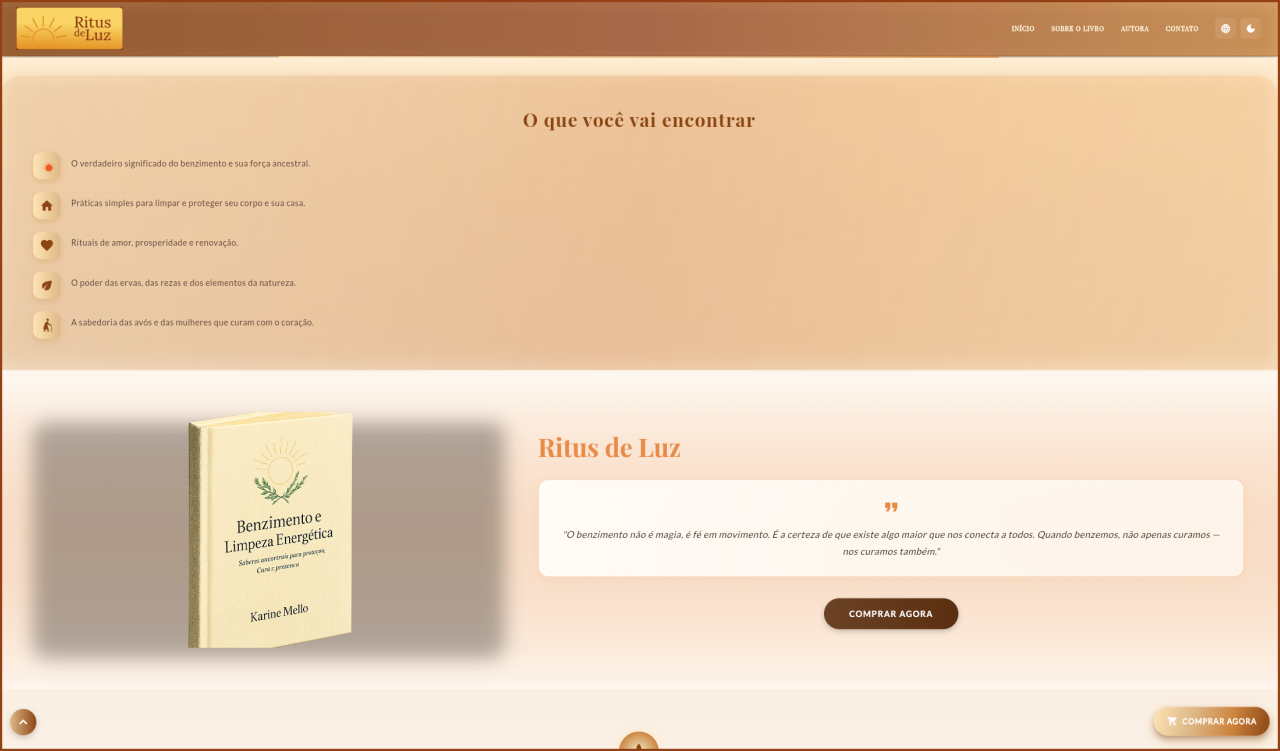 Ritus
deLuz
INÍCIO SOBRE O LIVRO AUTORA CONTATO
O que você vai encontrar
O verdadeiro significado do benzimento e sua força ancestral.
Práticas simples para limpar e proteger seu corpo e sua casa.
Rituais de amor, prosperidade e renovação.
O poder das ervas, das rezas e dos elementos da natureza.
A sabedoria das avós e das mulheres que curam com o coração.
Benzimento e
Limpeza Energética
Saberes ancestrais para proteção,
Cura e presença
Karine Mello
Ritus de Luz
"O benzimento não é magia, é fé em movimento. É a certeza de que existe algo maior que nos conecta a todos. Quando benzemos, não apenas curamos —
nos curamos também."
COMPRAR AGORA
COMPRAR AGORA